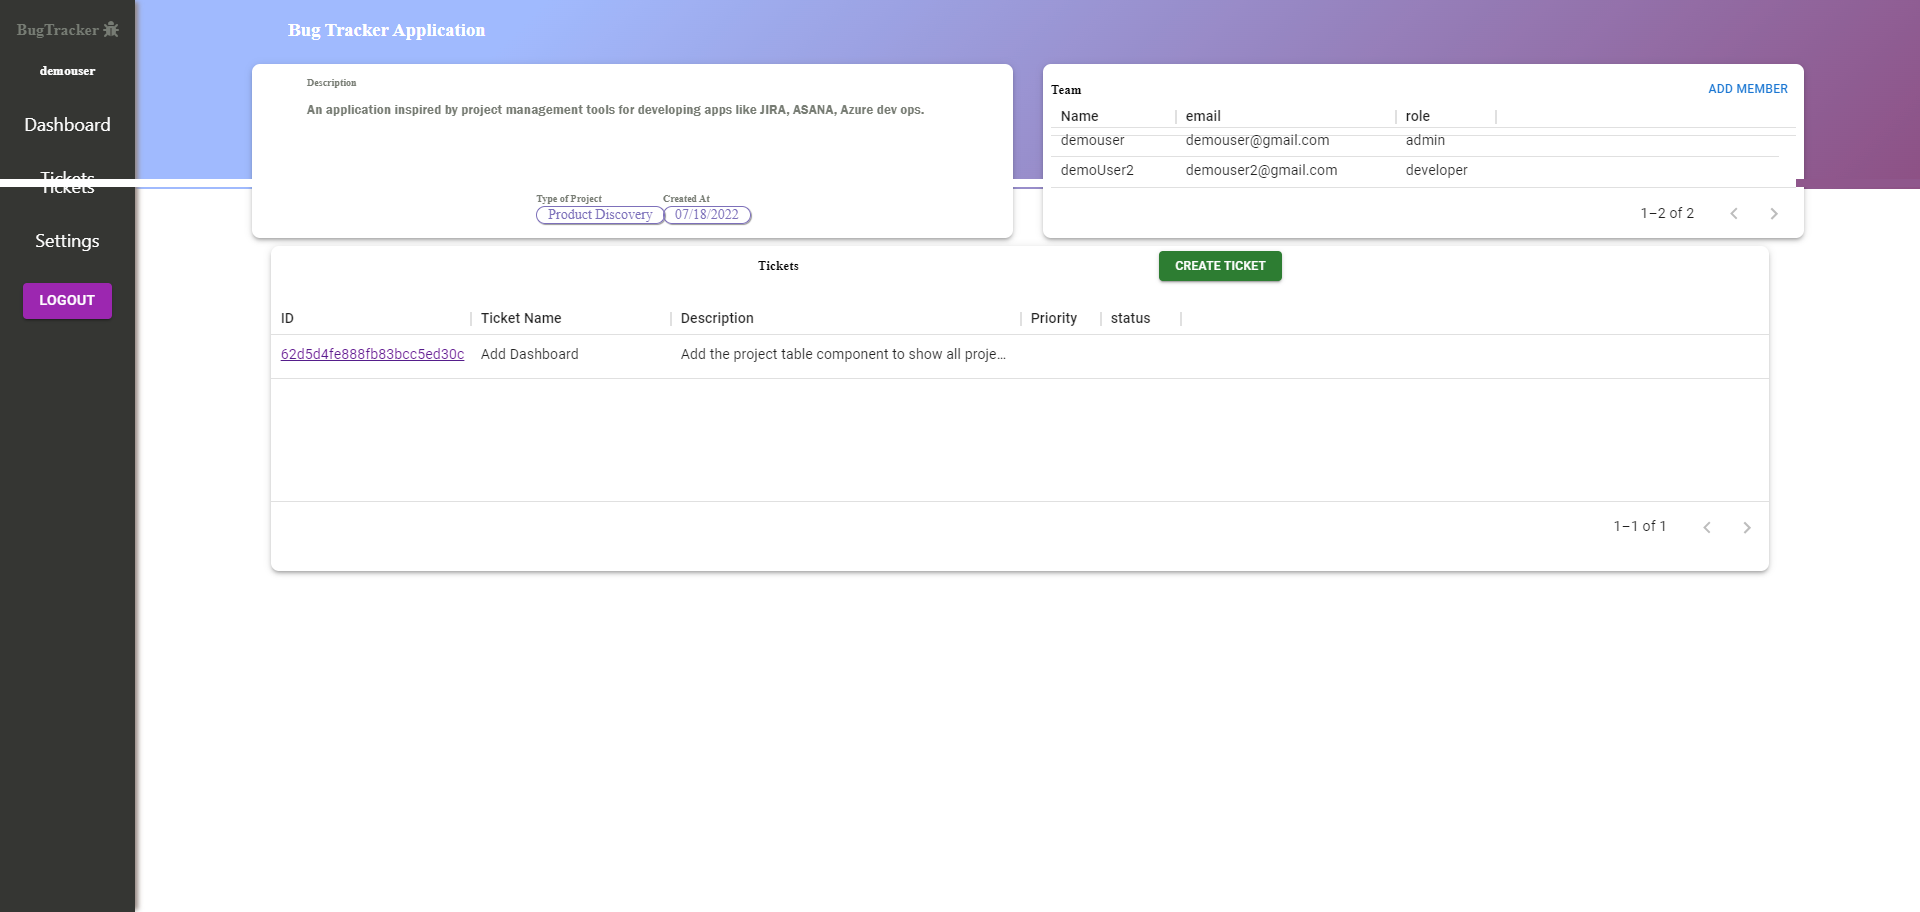 BugTracker
demouser
Dashboard
Tickets
Tickets
Settings
LOGOUT
Bug Tracker Application
Description
An application inspired by project management tools for developing apps like JIRA, ASANA, Azure dev ops.
Type of Project Created At
Product Discovery 07/18/2022
Team ADD MEMBER
Name email role
demouser demouser@gmail.com admin
demoUser2 demouser2@gmail.com developer
1–2 of 2
Tickets CREATE TICKET
ID Ticket Name Description Priority status
62d5d4fe888fb83bcc5ed30c Add Dashboard Add the project table component to show all proje...
1–1 of 1